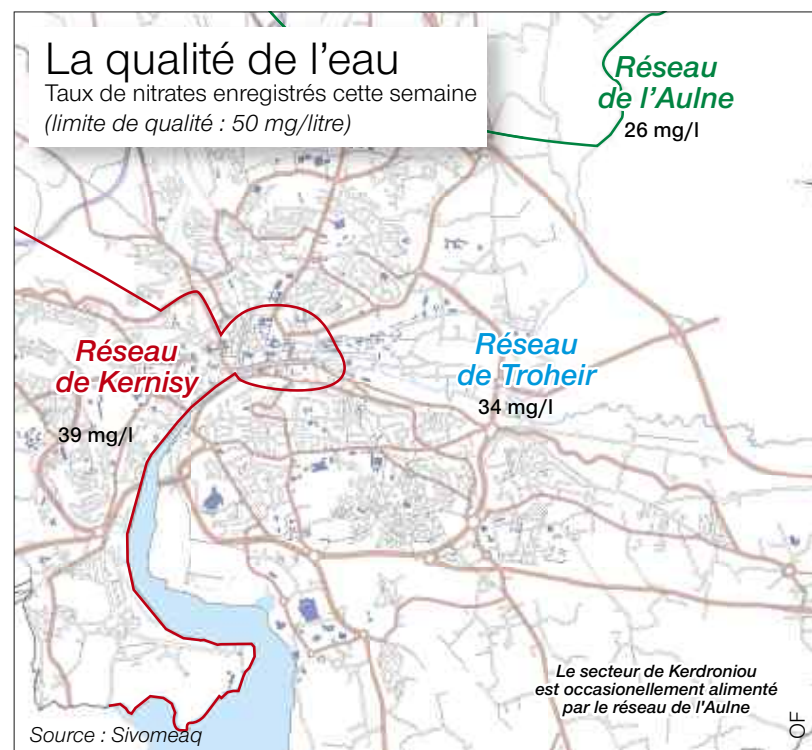 La qualité de l'eau
Taux de nitrates enregistrés cette semaine
(limite de qualité : 50 mg/litre)
Réseau
de l'Aulne
26 mg/l
Réseau
de Kernisy
39 mg/l
Réseau
de Troheir
34 mg/l
Le secteur de Kerdroniou
est occasionellement alimenté
par le réseau de l'Aulne
Source : Sivomeaq
OF